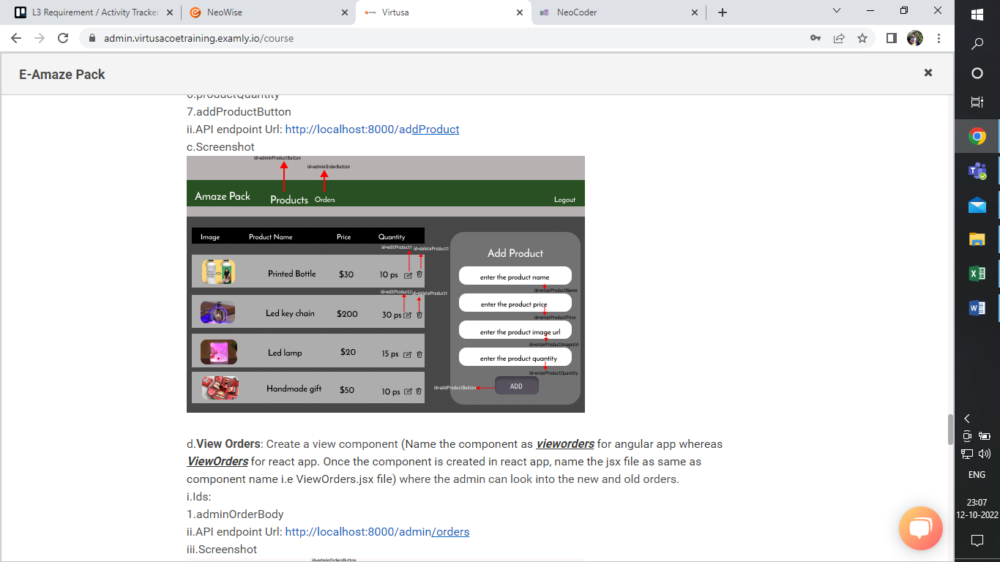 L3 Requirement / Activity Tracker
NeoWise
Virtusa
NeoCoder
admin.virtusacoetraining.examly.io/course
E-Amaze Pack
6.productQuantity
7.addProductButton
ii.API endpoint Url: http://localhost:8000/addProduct
c.Screenshot
id=adminProductButton
id=adminOrderButton
Amaze Pack Products Orders Logout
Image Product Name Price Quantity
id=editProduct1 id=deleteProduct1
Printed Bottle $30 10 ps
id=editProduct2 id=deleteProduct1
Led key chain $200 30 ps
Led lamp $20 15 ps
Handmade gift $50 10 ps
Add Product
enter the product name
id=enterProductName
enter the product price
id=enterProductPrice
enter the product image url
id=enterProductImageUrl
enter the product quantity
id=enterProductQuantity
id=addProductButton
ADD
d.View Orders: Create a view component (Name the component as vieworders for angular app whereas
ViewOrders for react app. Once the component is created in react app, name the jsx file as same as
component name i.e ViewOrders.jsx file) where the admin can look into the new and old orders.
i.Ids:
1.adminOrderBody
ii.API endpoint Url: http://localhost:8000/admin/orders
iii.Screenshot
id=adminOrdersButton
ENG
23:07
12-10-2022